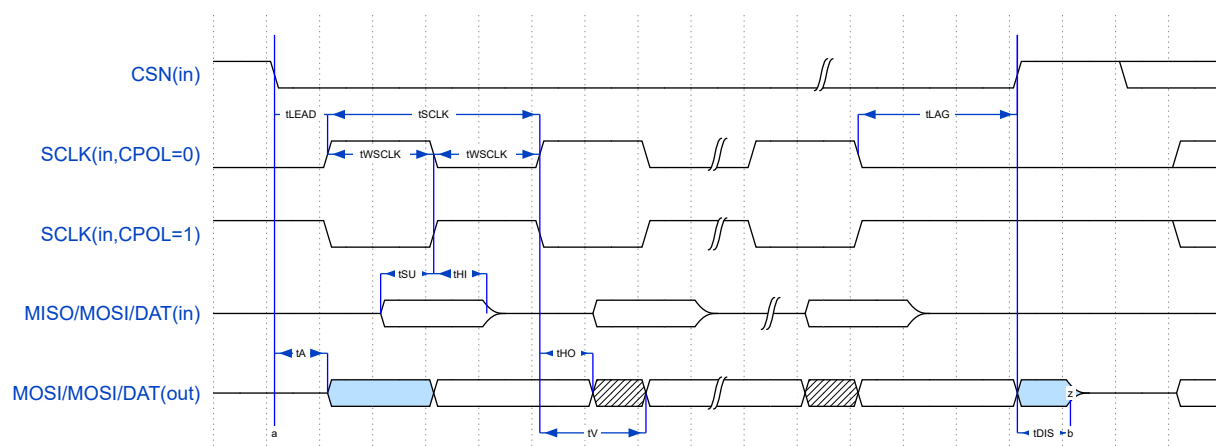 CSN(in)
tLEAD tSCLK tLAG
SCLK(in,CPOL=0)
tWSCLK tWSCLK
SCLK(in,CPOL=1)
tSU tHI
MISO/MOSI/DAT(in)
tA tHO
MOSI/MOSI/DAT(out)
z
a tV tDIS b